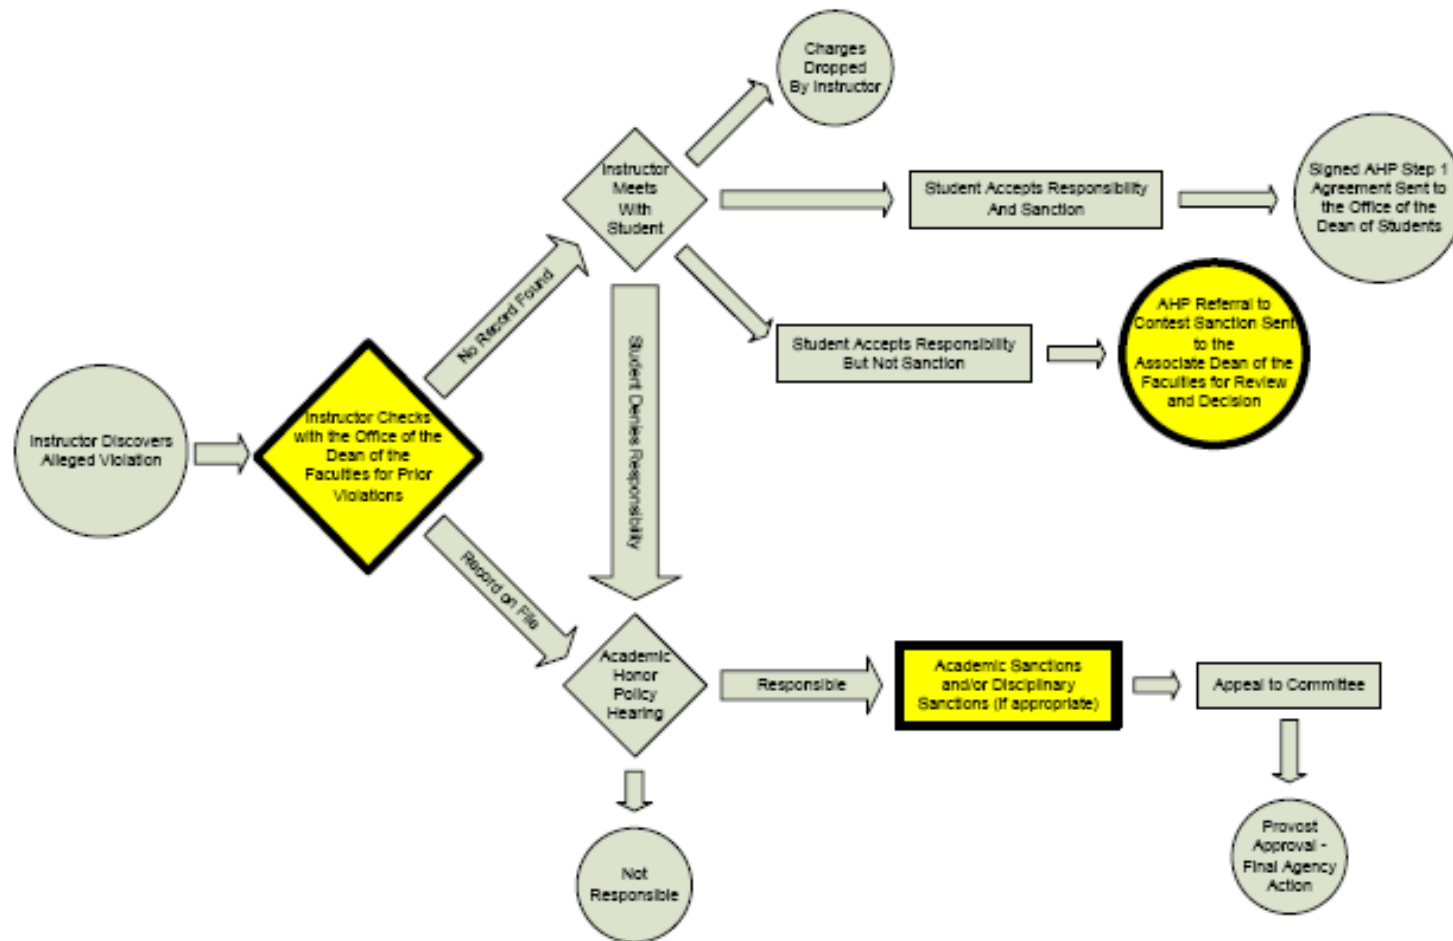 Charges
Dropped
By Instructor
Instructor
Meets
With
Student
Student Accepts Responsibility
And Sanction
Signed AHP Step 1
Agreement Sent to
the Office of the
Dean of Students
No Record Found
Student Denies Responsibility
Student Accepts Responsibility
But Not Sanction
AHP Referral to
Contest Sanction Sent
to the
Associate Dean of the
Faculties for Review
and Decision
Instructor Discovers
Alleged Violation
Instructor Checks
with the Office of the
Dean of the
Faculties for Prior
Violations
Record on File
Academic
Honor
Policy
Hearing
Responsible
Academic Sanctions
and/or Disciplinary
Sanctions (if appropriate)
Appeal to Committee
Not
Responsible
Provost
Approval -
Final Agency
Action